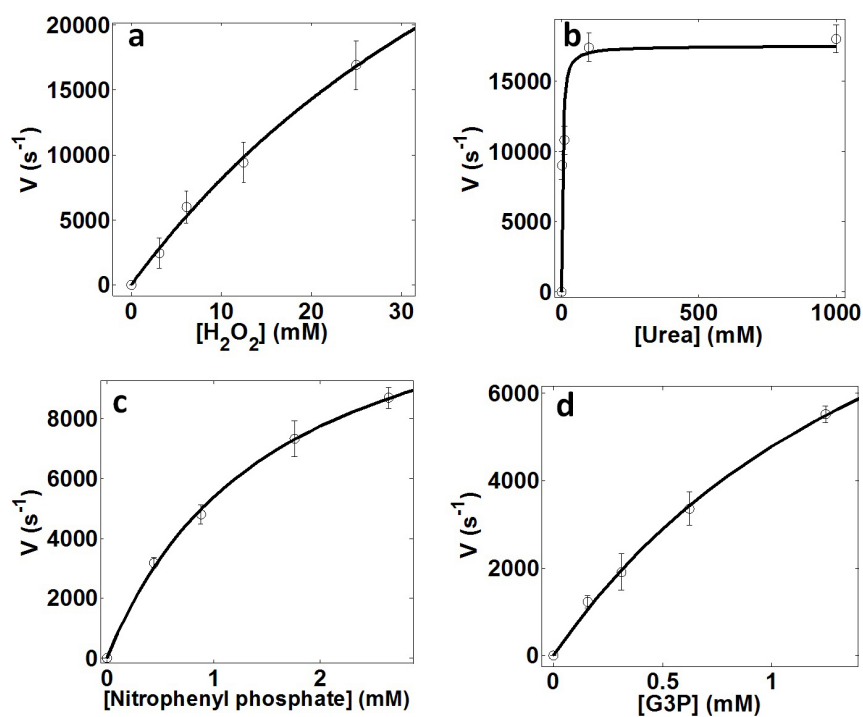 a
20000
15000
10000
5000
0
V (s-1)
0 10 20 30
[H2O2] (mM)
b
15000
10000
5000
0
V (s-1)
0 500 1000
[Urea] (mM)
c
8000
6000
4000
2000
0
V (s-1)
0 1 2
[Nitrophenyl phosphate] (mM)
d
6000
4000
2000
0
V (s-1)
0 0.5 1
[G3P] (mM)